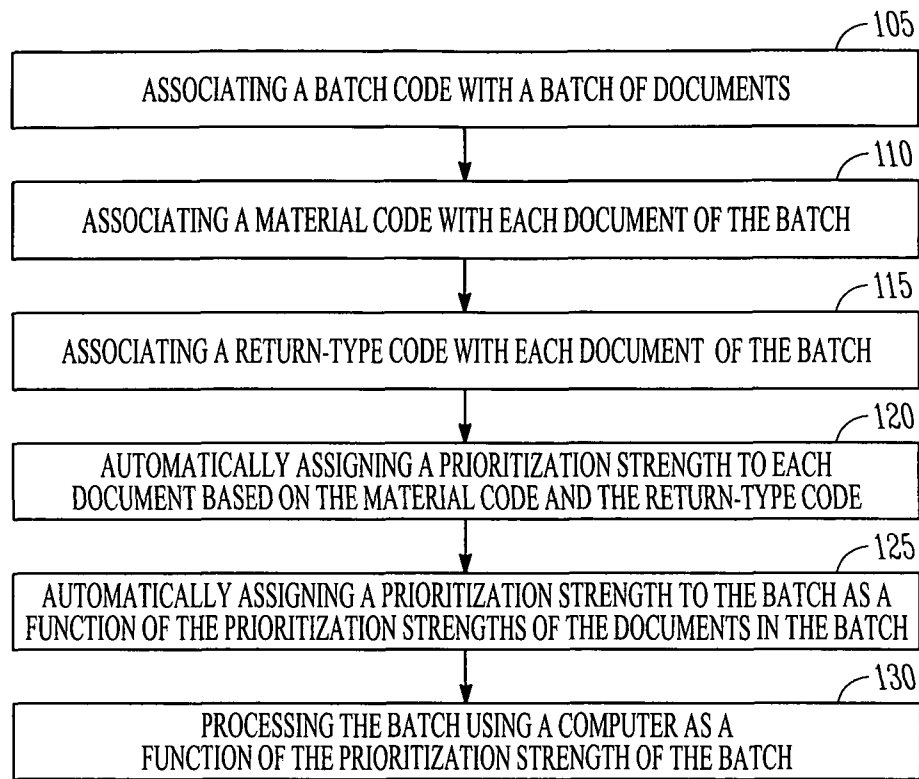 105
ASSOCIATING A BATCH CODE WITH A BATCH OF DOCUMENTS
110
ASSOCIATING A MATERIAL CODE WITH EACH DOCUMENT OF THE BATCH
115
ASSOCIATING A RETURN-TYPE CODE WITH EACH DOCUMENT OF THE BATCH
120
AUTOMATICALLY ASSIGNING A PRIORITIZATION STRENGTH TO EACH
DOCUMENT BASED ON THE MATERIAL CODE AND THE RETURN-TYPE CODE
125
AUTOMATICALLY ASSIGNING A PRIORITIZATION STRENGTH TO THE BATCH AS A
FUNCTION OF THE PRIORITIZATION STRENGTHS OF THE DOCUMENTS IN THE BATCH
130
PROCESSING THE BATCH USING A COMPUTER AS A
FUNCTION OF THE PRIORITIZATION STRENGTH OF THE BATCH